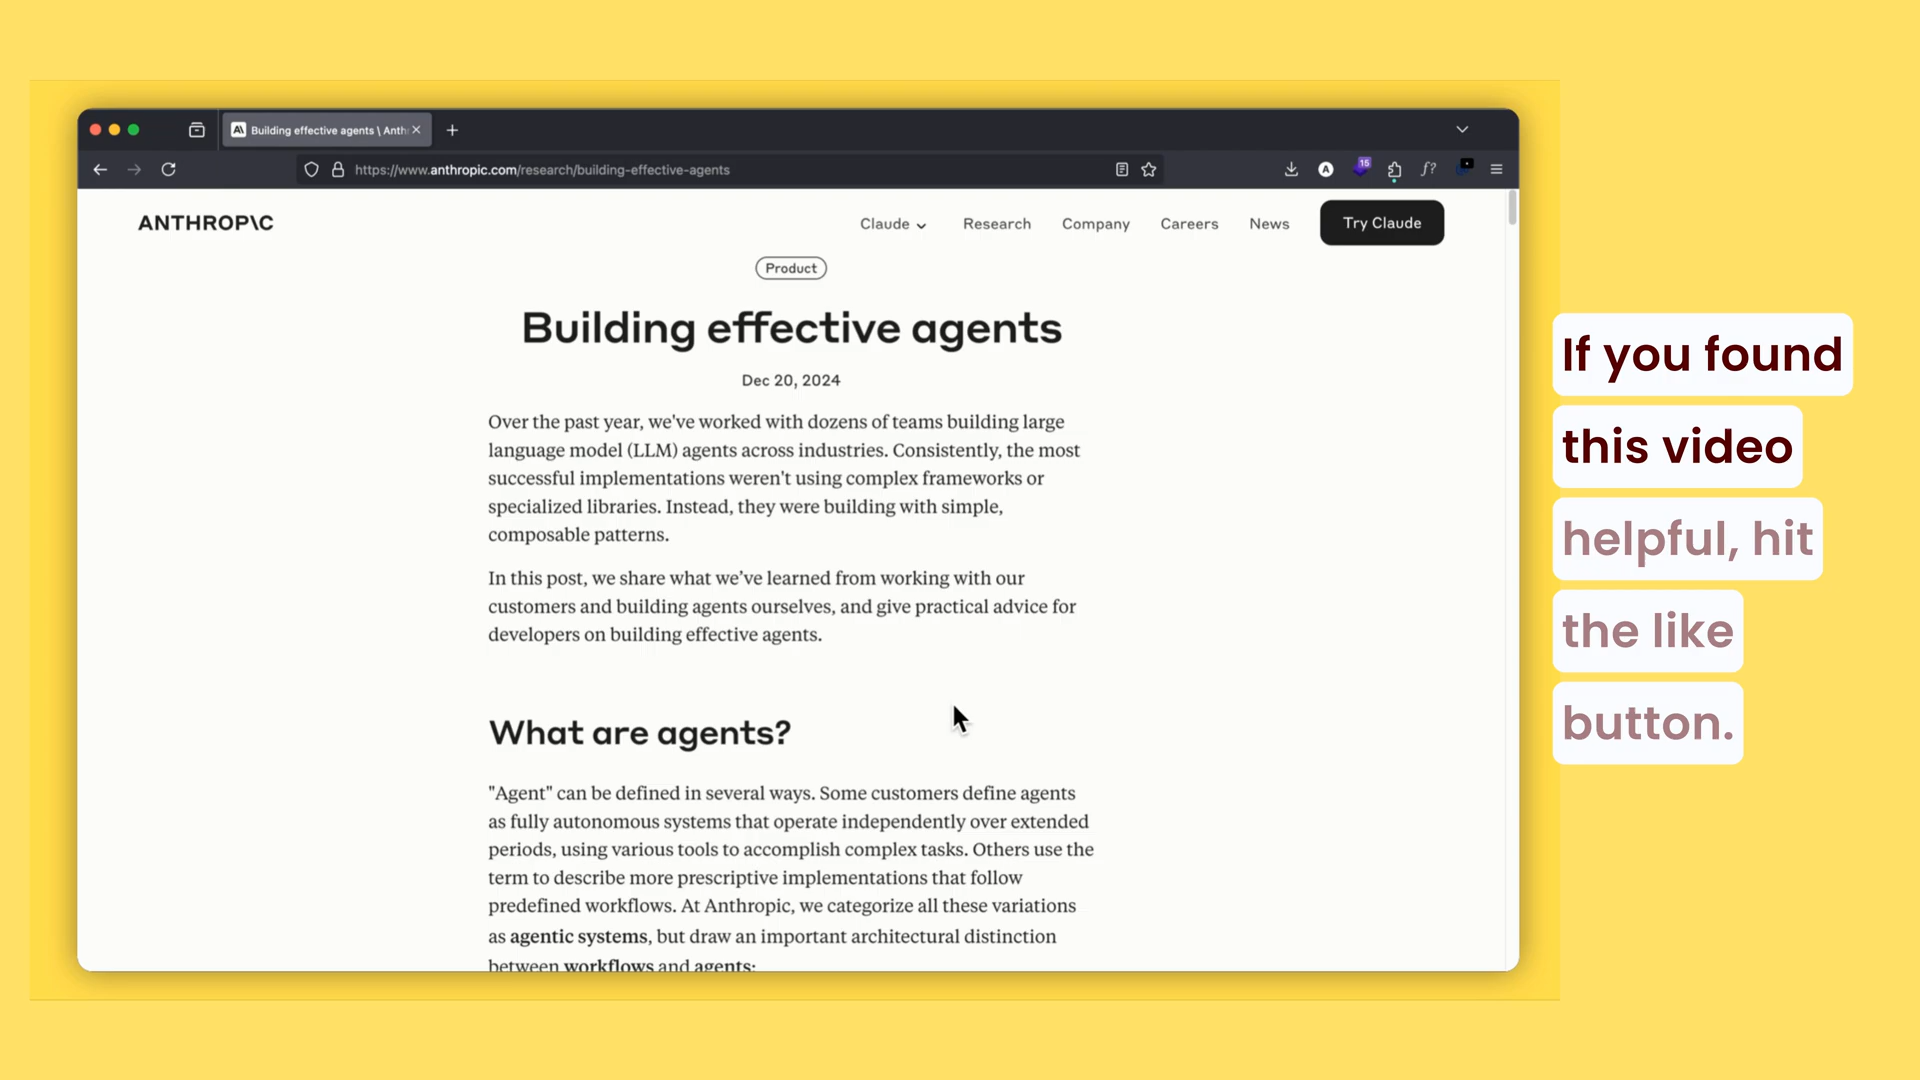 Building effective agents \ Anth
15
https://www.anthropic.com/research/building-effective-agents
f?
ANTHROP\C
Claude
Research
Company
Careers
News
Try Claude
Product
Building effective agents
Dec 20, 2024
Over the past year, we've worked with dozens of teams building large
language model (LLM) agents across industries. Consistently, the most
successful implementations weren't using complex frameworks or
specialized libraries. Instead, they were building with simple,
composable patterns.
In this post, we share what we’ve learned from working with our
customers and building agents ourselves, and give practical advice for
developers on building effective agents.
What are agents?
"Agent" can be defined in several ways. Some customers define agents
as fully autonomous systems that operate independently over extended
periods, using various tools to accomplish complex tasks. Others use the
term to describe more prescriptive implementations that follow
predefined workflows. At Anthropic, we categorize all these variations
as agentic systems, but draw an important architectural distinction
between workflows and agents:
If you found
this video
helpful, hit
the like
button.